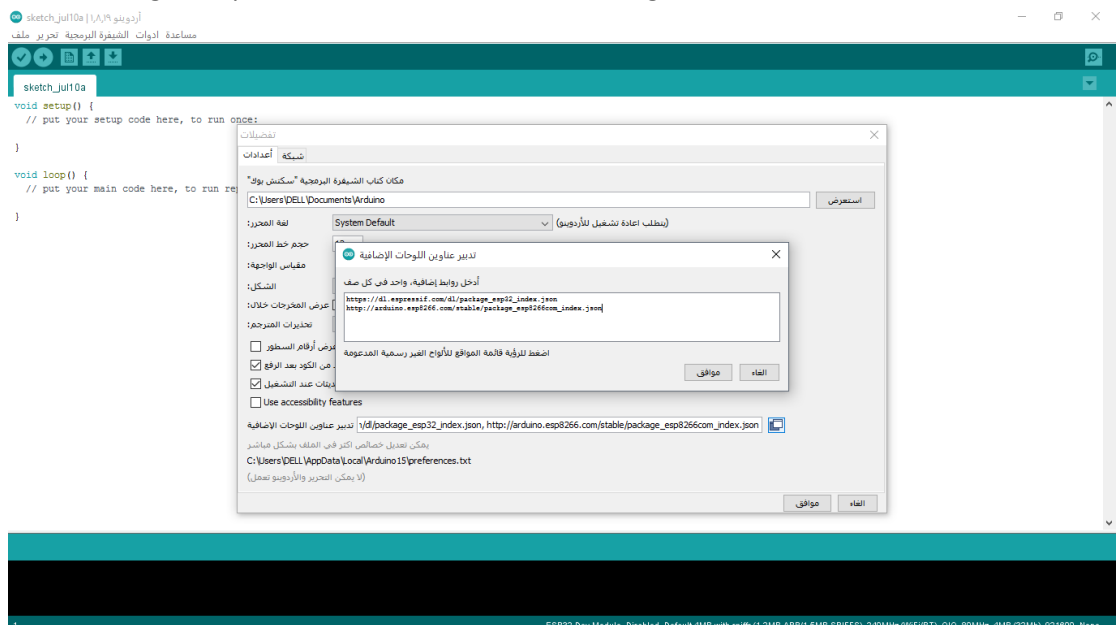 sketch_jul10a | أردوينو ١,٨,١٩
ملف تحرير الشيفرة البرمجية ادوات مساعدة
sketch_jul10a
void setup() {
// put your setup code here, to run once:
}
void loop() {
// put your main code here, to run
}
تفضيلات
أعدادات
شبكة
مكان كتاب الشيفرة البرمجية "سكتش بوك"
C:\Users\DELL\Documents\Arduino
استعرض
لغة المحرر:
System Default
(يتطلب اعادة تشغيل للأردوينو)
حجم خط المحرر:
مقياس الواجهة:
الشكل:
عرض المخرجات خلال:
تحذيرات المترجم:
أرقام السطور
من الكود بعد الرفع
عند التشغيل
Use accessibility features
تدبير عناوين اللوحات الإضافية
/dl/package_esp32_index.json, http://arduino.esp8266.com/stable/package_esp8266com_index.json
يمكن تعديل خصائص اكثر في الملف بشكل مباشر
C:\Users\DELL\AppData\Local\Arduino15\preferences.txt
(لا يمكن التحرير والأردوينو تعمل)
موافق
الغاء
تدبير عناوين اللوحات الإضافية
أدخل روابط إضافية، واحد في كل صف
https://dl.espressif.com/dl/package_esp32_index.json
http://arduino.esp8266.com/stable/package_esp8266com_index.json
اضغط للرؤية قائمة المواقع للألواح الغير رسمية المدعومة
موافق
الغاء